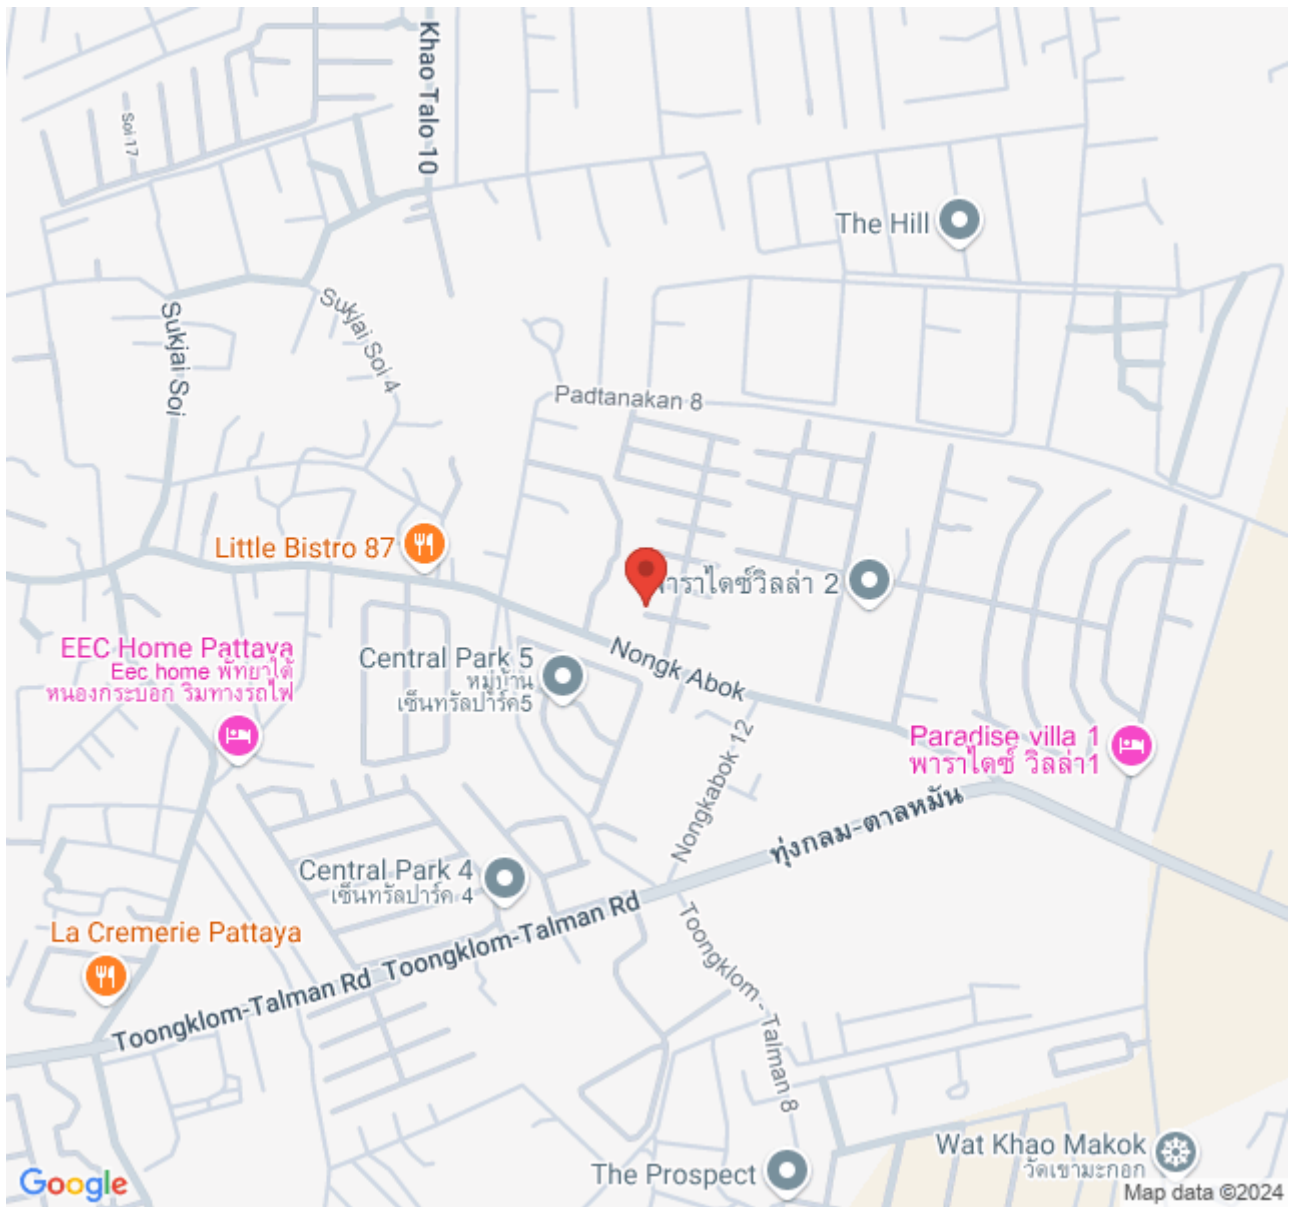 Khao Talo 10
Soi 17
The Hill
Sukjai Soi
Sukjai Soi 4
Padtanakan 8
Little Bistro 87
พาราไดซ์วิลล่า 2
EEC Home Pattaya
Eec home พัทยาใต้
หนองกระบอก ริมทางรถไฟ
Central Park 5
หมู่บ้าน
เซ็นทรัลปาร์ค5
Nongk Abok
Nongkabok 12
Paradise villa 1
พาราไดซ์ วิลล่า1
ทุ่งกลม-ตาลหมัน
Central Park 4
เซ็นทรัลปาร์ค 4
La Cremerie Pattaya
Toongklom-Talman Rd
Toongklom-Talman Rd
Toongklom - Talman 8
Wat Khao Makok
วัดเขามะกอก
The Prospect
Google
Map data ©2024